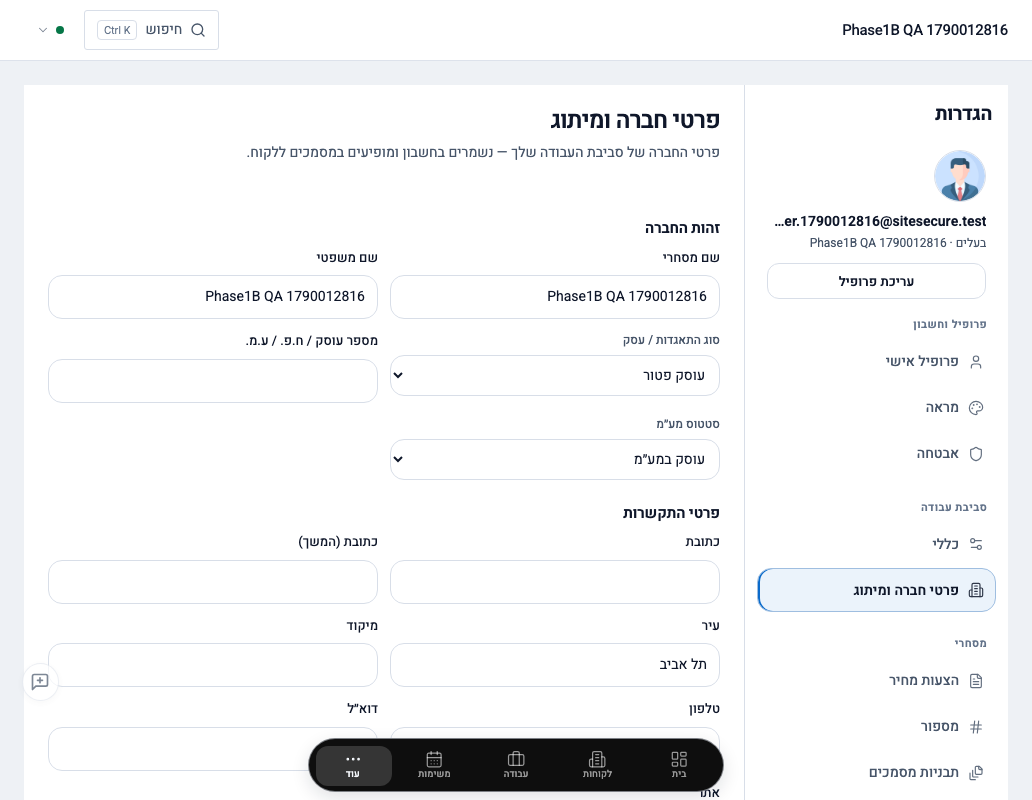 Phase1B QA 1790012816
חיפוש Ctrl K
הגדרות
...er.1790012816@sitesecure.test
בעלים · Phase1B QA 1790012816
עריכת פרופיל
פרופיל וחשבון
פרופיל אישי
מראה
אבטחה
סביבת עבודה
כללי
פרטי חברה ומיתוג
מסחרי
הצעות מחיר
מספור
תבניות מסמכים
פרטי חברה ומיתוג
פרטי החברה של סביבת העבודה שלך — נשמרים בחשבון ומופיעים במסמכים ללקוח.
זהות החברה
שם מסחרי
שם משפטי
Phase1B QA 1790012816
Phase1B QA 1790012816
סוג התאגדות / עסק
מספר עוסק / ח.פ. / ע.מ.
עוסק פטור
סטטוס מע״מ
עוסק במע״מ
פרטי התקשרות
כתובת
כתובת (המשך)
עיר
מיקוד
תל אביב
טלפון
דוא״ל
אתר
בית
לקוחות
עבודה
משימות
עוד